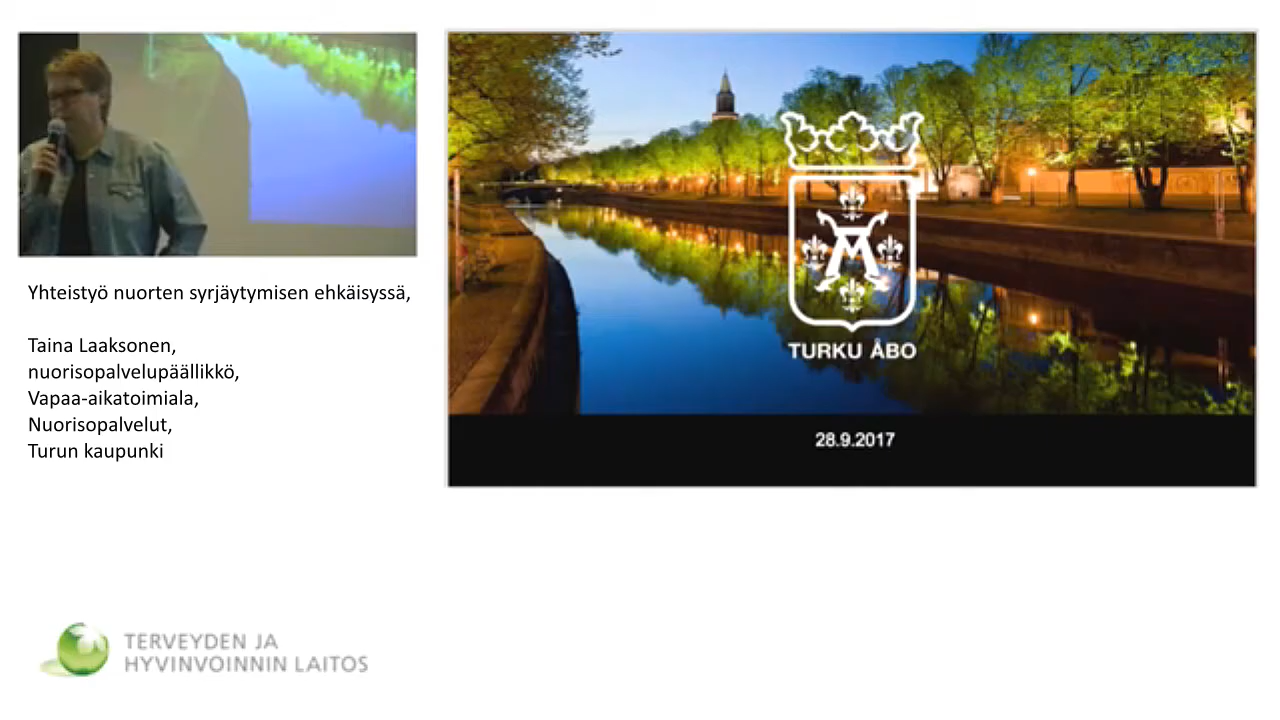 Yhteistyö nuorten syrjäytymisen ehkäisyssä,
Taina Laaksonen,
nuorisopalvelupäällikkö,
Vapaa-aikatoimiala,
Nuorisopalvelut,
Turun kaupunki
A
TURKU ÅBO
28.9.2017
TERVEYDEN JA
HYVINVOINNIN LAITOS